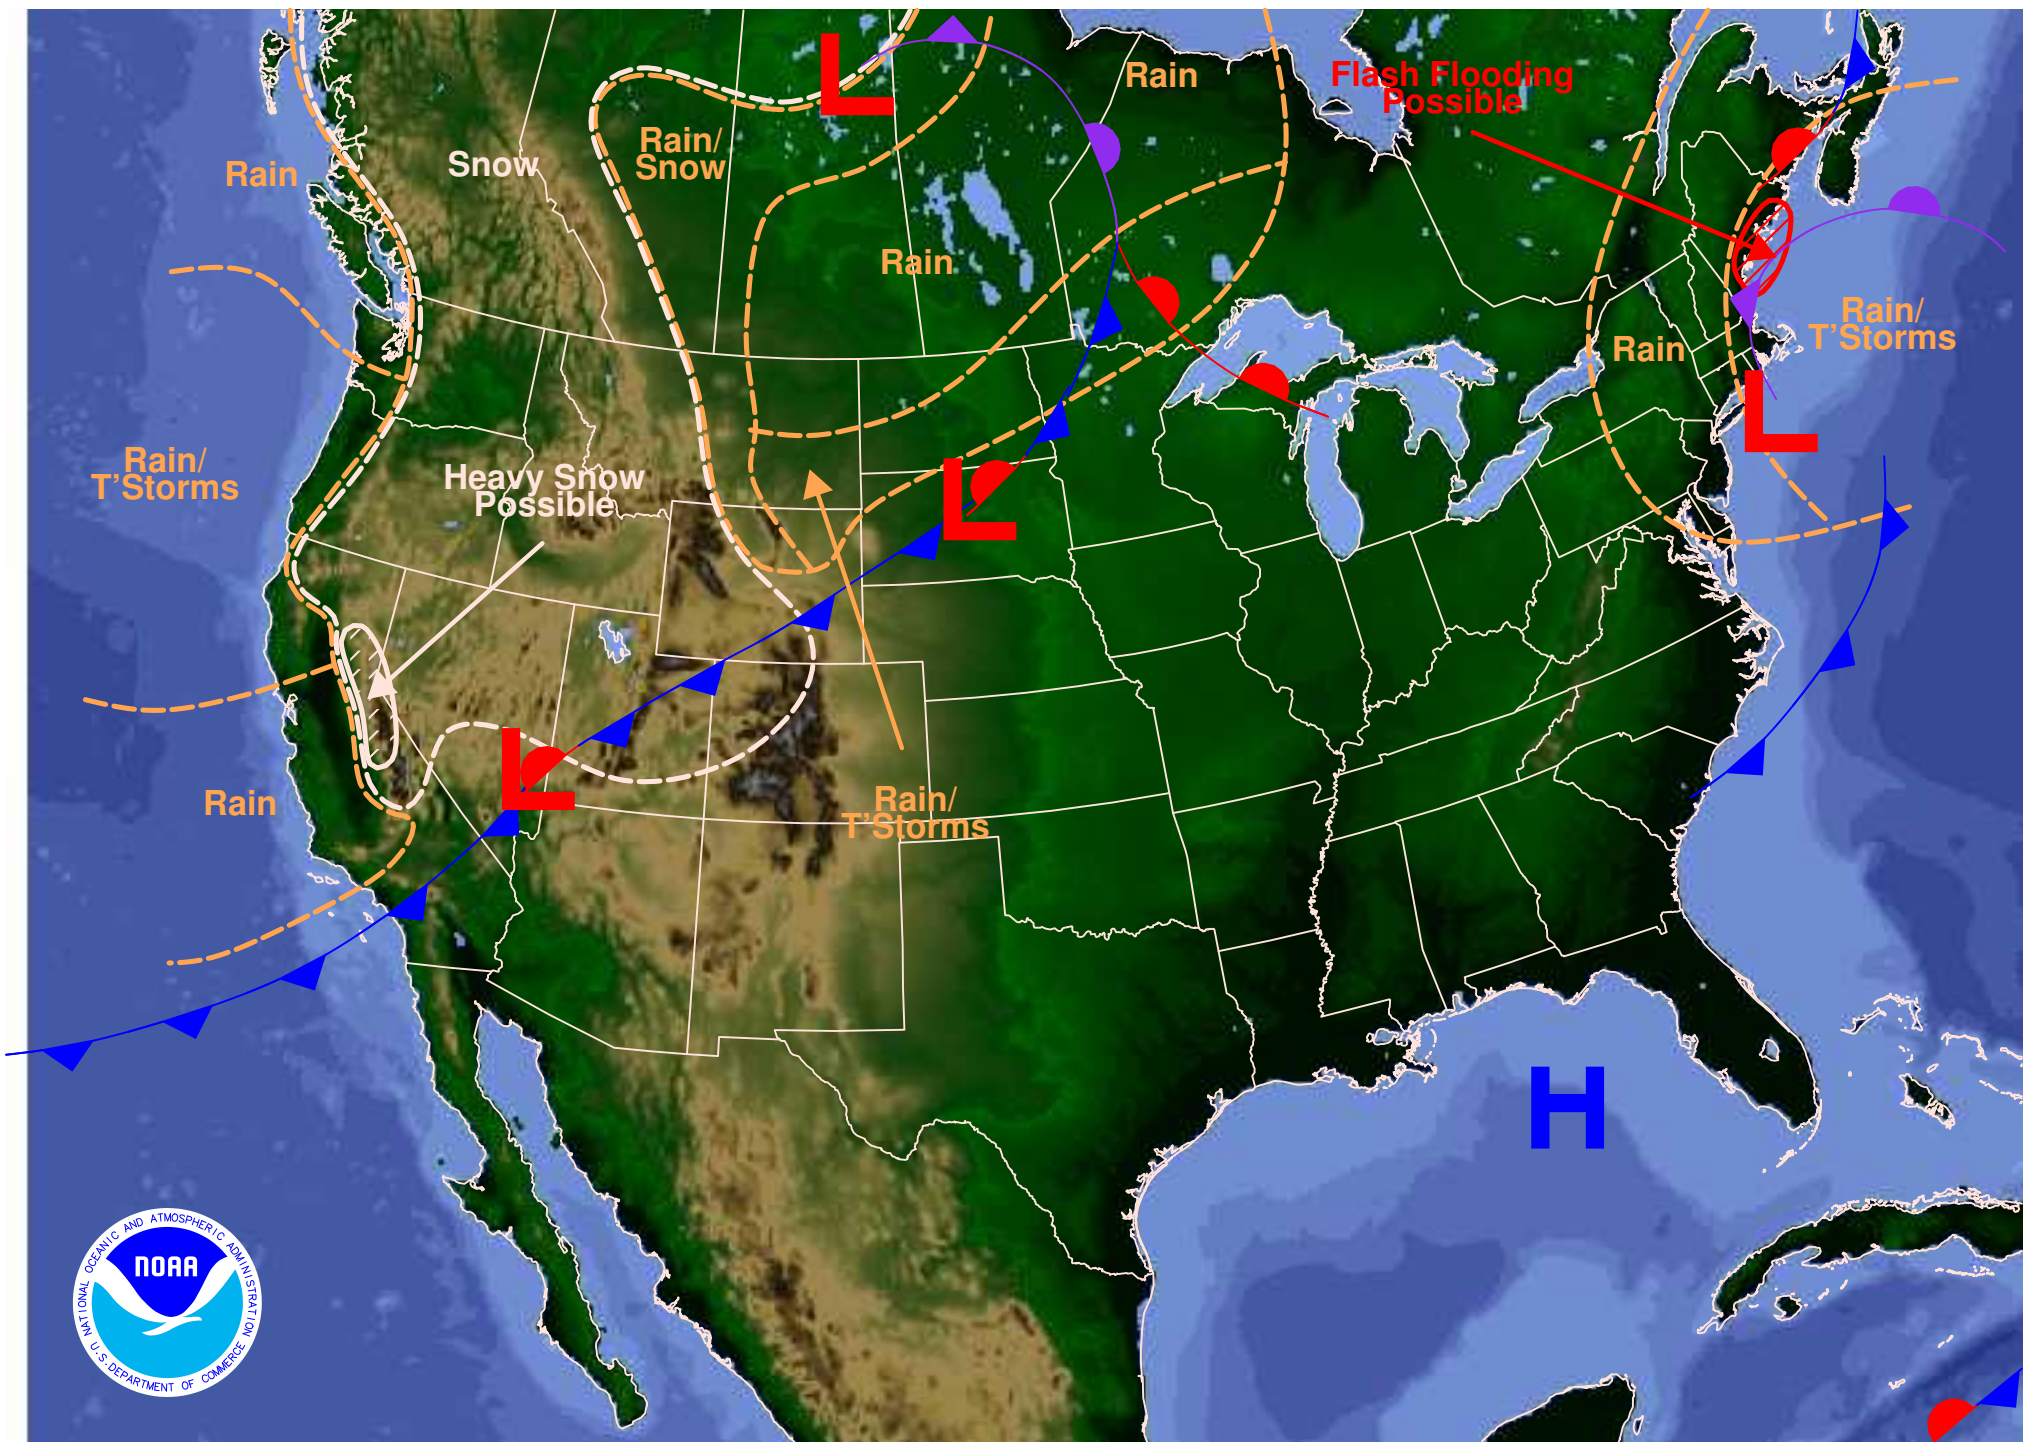 Rain
Flash Flooding
Possible
Rain/
Snow
Snow
Rain
Rain
Rain/
T'Storms
Rain
Rain/
T'Storms
Heavy Snow
Possible
Rain
Rain/
T'Storms
L
L
L
L
H
NOAA
NATIONAL OCEANIC AND ATMOSPHERIC ADMINISTRATION
U.S. DEPARTMENT OF COMMERCE